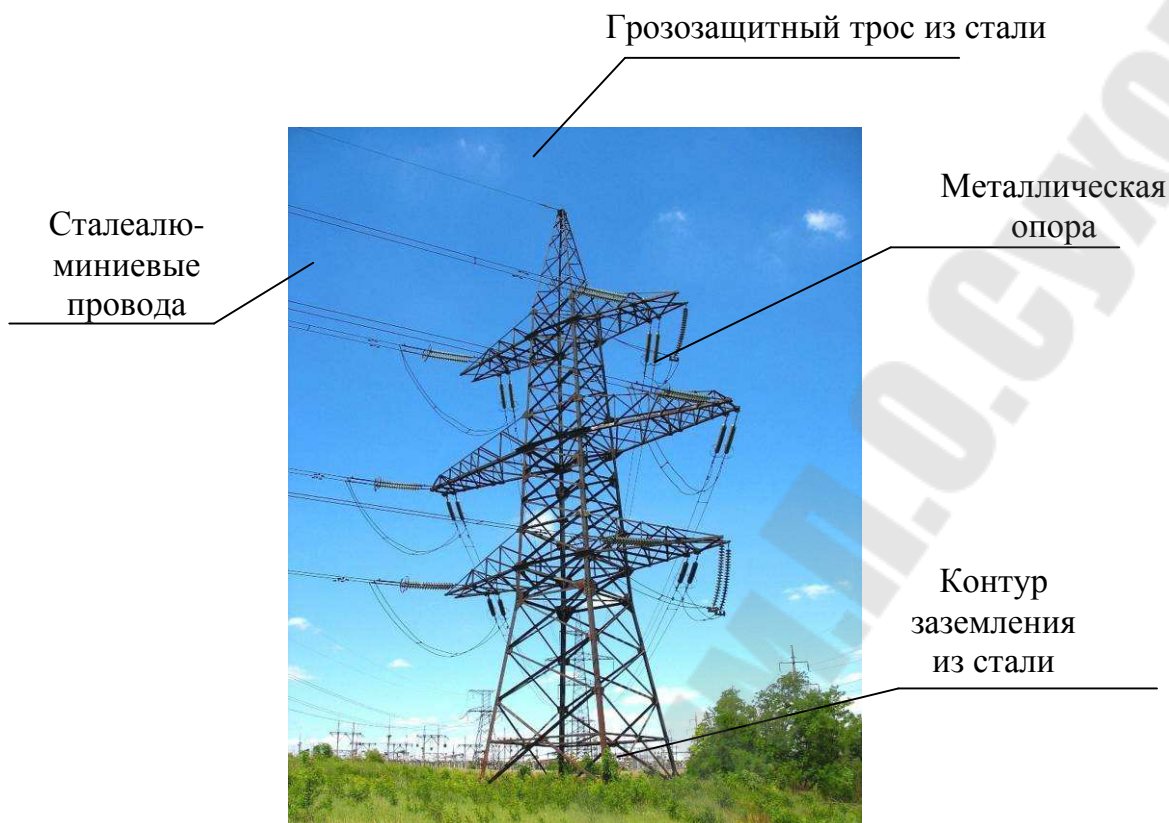 Грозозащитный трос из стали
Металлическая
опора
Сталеалю-
миниевые
провода
Контур
заземления
из стали